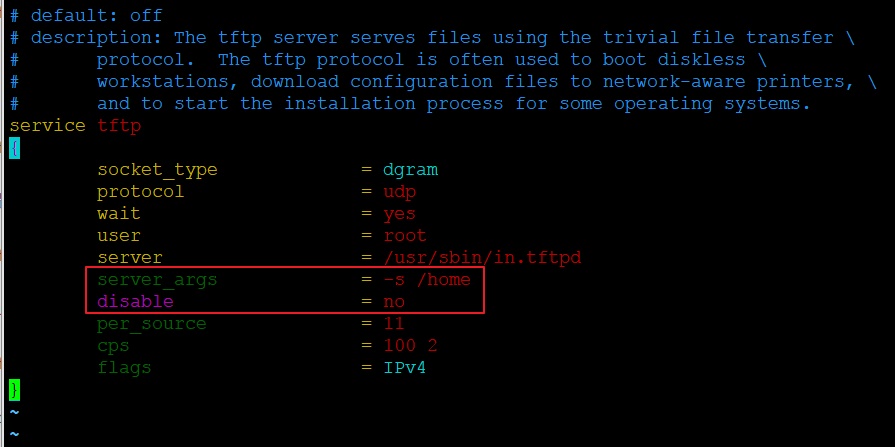 # default: off
# description: The tftp server serves files using the trivial file transfer \
#       protocol.  The tftp protocol is often used to boot diskless \
#       workstations, download configuration files to network-aware printers, \
#       and to start the installation process for some operating systems.
service tftp
{
        socket_type             = dgram
        protocol                = udp
        wait                    = yes
        user                    = root
        server                  = /usr/sbin/in.tftpd
        server_args             = -s /home
        disable                 = no
        per_source              = 11
        cps                     = 100 2
        flags                   = IPv4
}
~
~